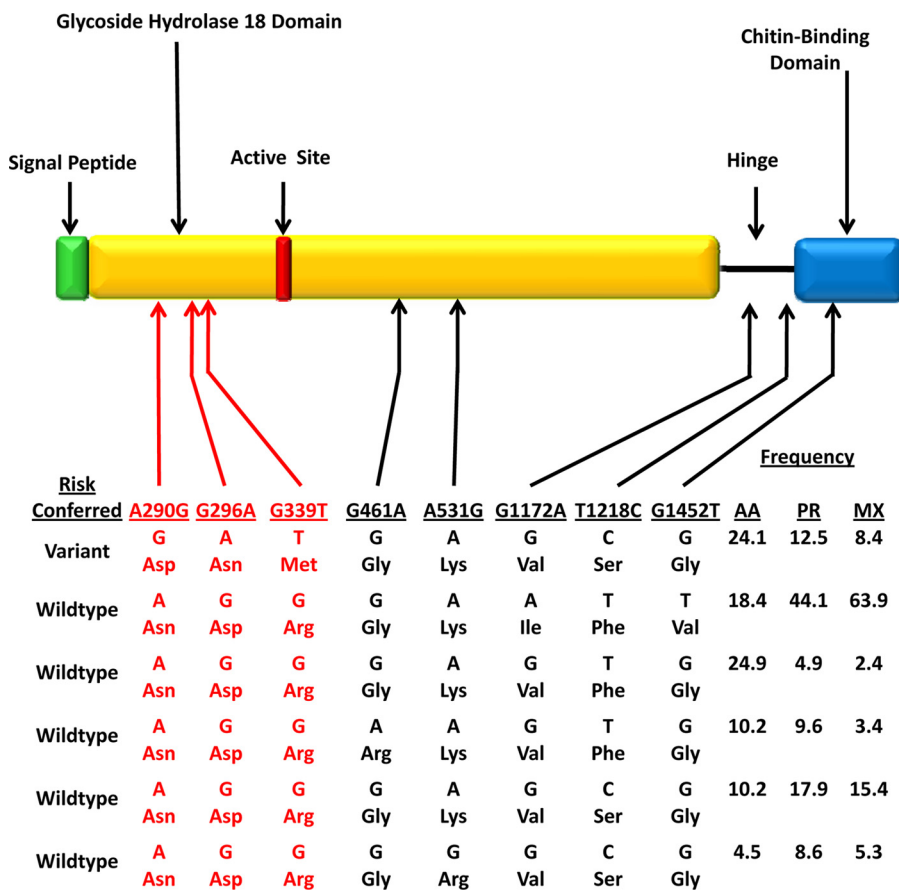 Glycoside Hydrolase 18 Domain
Chitin-Binding
Domain
Signal Peptide
Active Site
Hinge
Frequency
Risk
Conferred A290G G296A G339T G461A A531G G1172A T1218C G1452T AA PR MX
Variant G A T G A G C G 24.1 12.5 8.4
Asp Asn Met Gly Lys Val Ser Gly
Wildtype A G G G A A T T 18.4 44.1 63.9
Asn Asp Arg Gly Lys Ile Phe Val
Wildtype A G G G A G T G 24.9 4.9 2.4
Asn Asp Arg Gly Lys Val Phe Gly
Wildtype A G G A A G T G 10.2 9.6 3.4
Asn Asp Arg Arg Lys Val Phe Gly
Wildtype A G G G A G C G 10.2 17.9 15.4
Asn Asp Arg Gly Lys Val Ser Gly
Wildtype A G G G G G C G 4.5 8.6 5.3
Asn Asp Arg Gly Arg Val Ser Gly